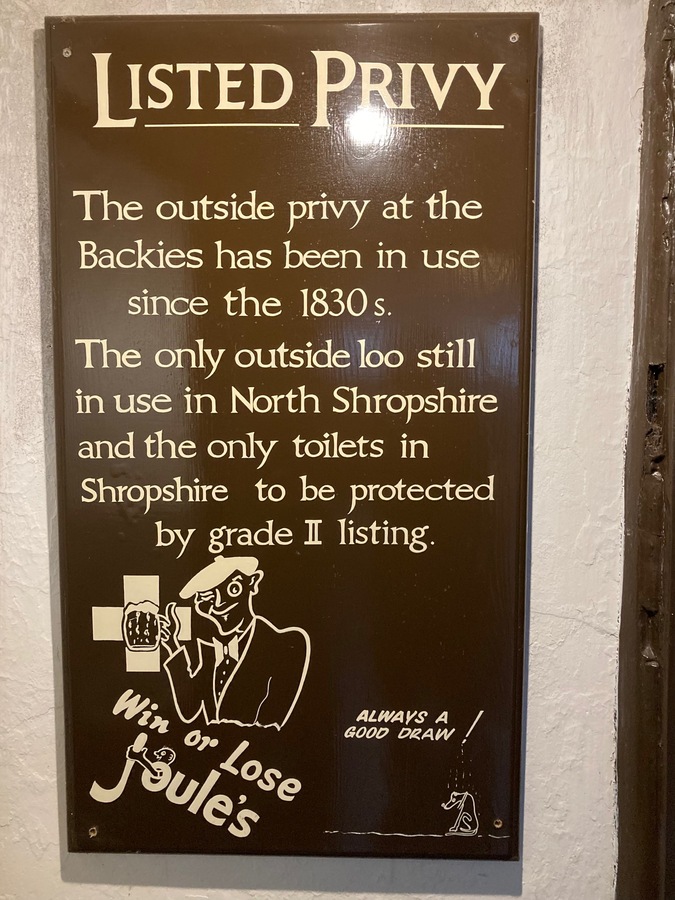 LISTED PRIVY
The outside privy at the
Backies has been in use
since the 1830s.
The only outside loo still
in use in North Shropshire
and the only toilets in
Shropshire to be protected
by grade II listing.
Win or Lose
Joule's
ALWAYS A
GOOD DRAW!